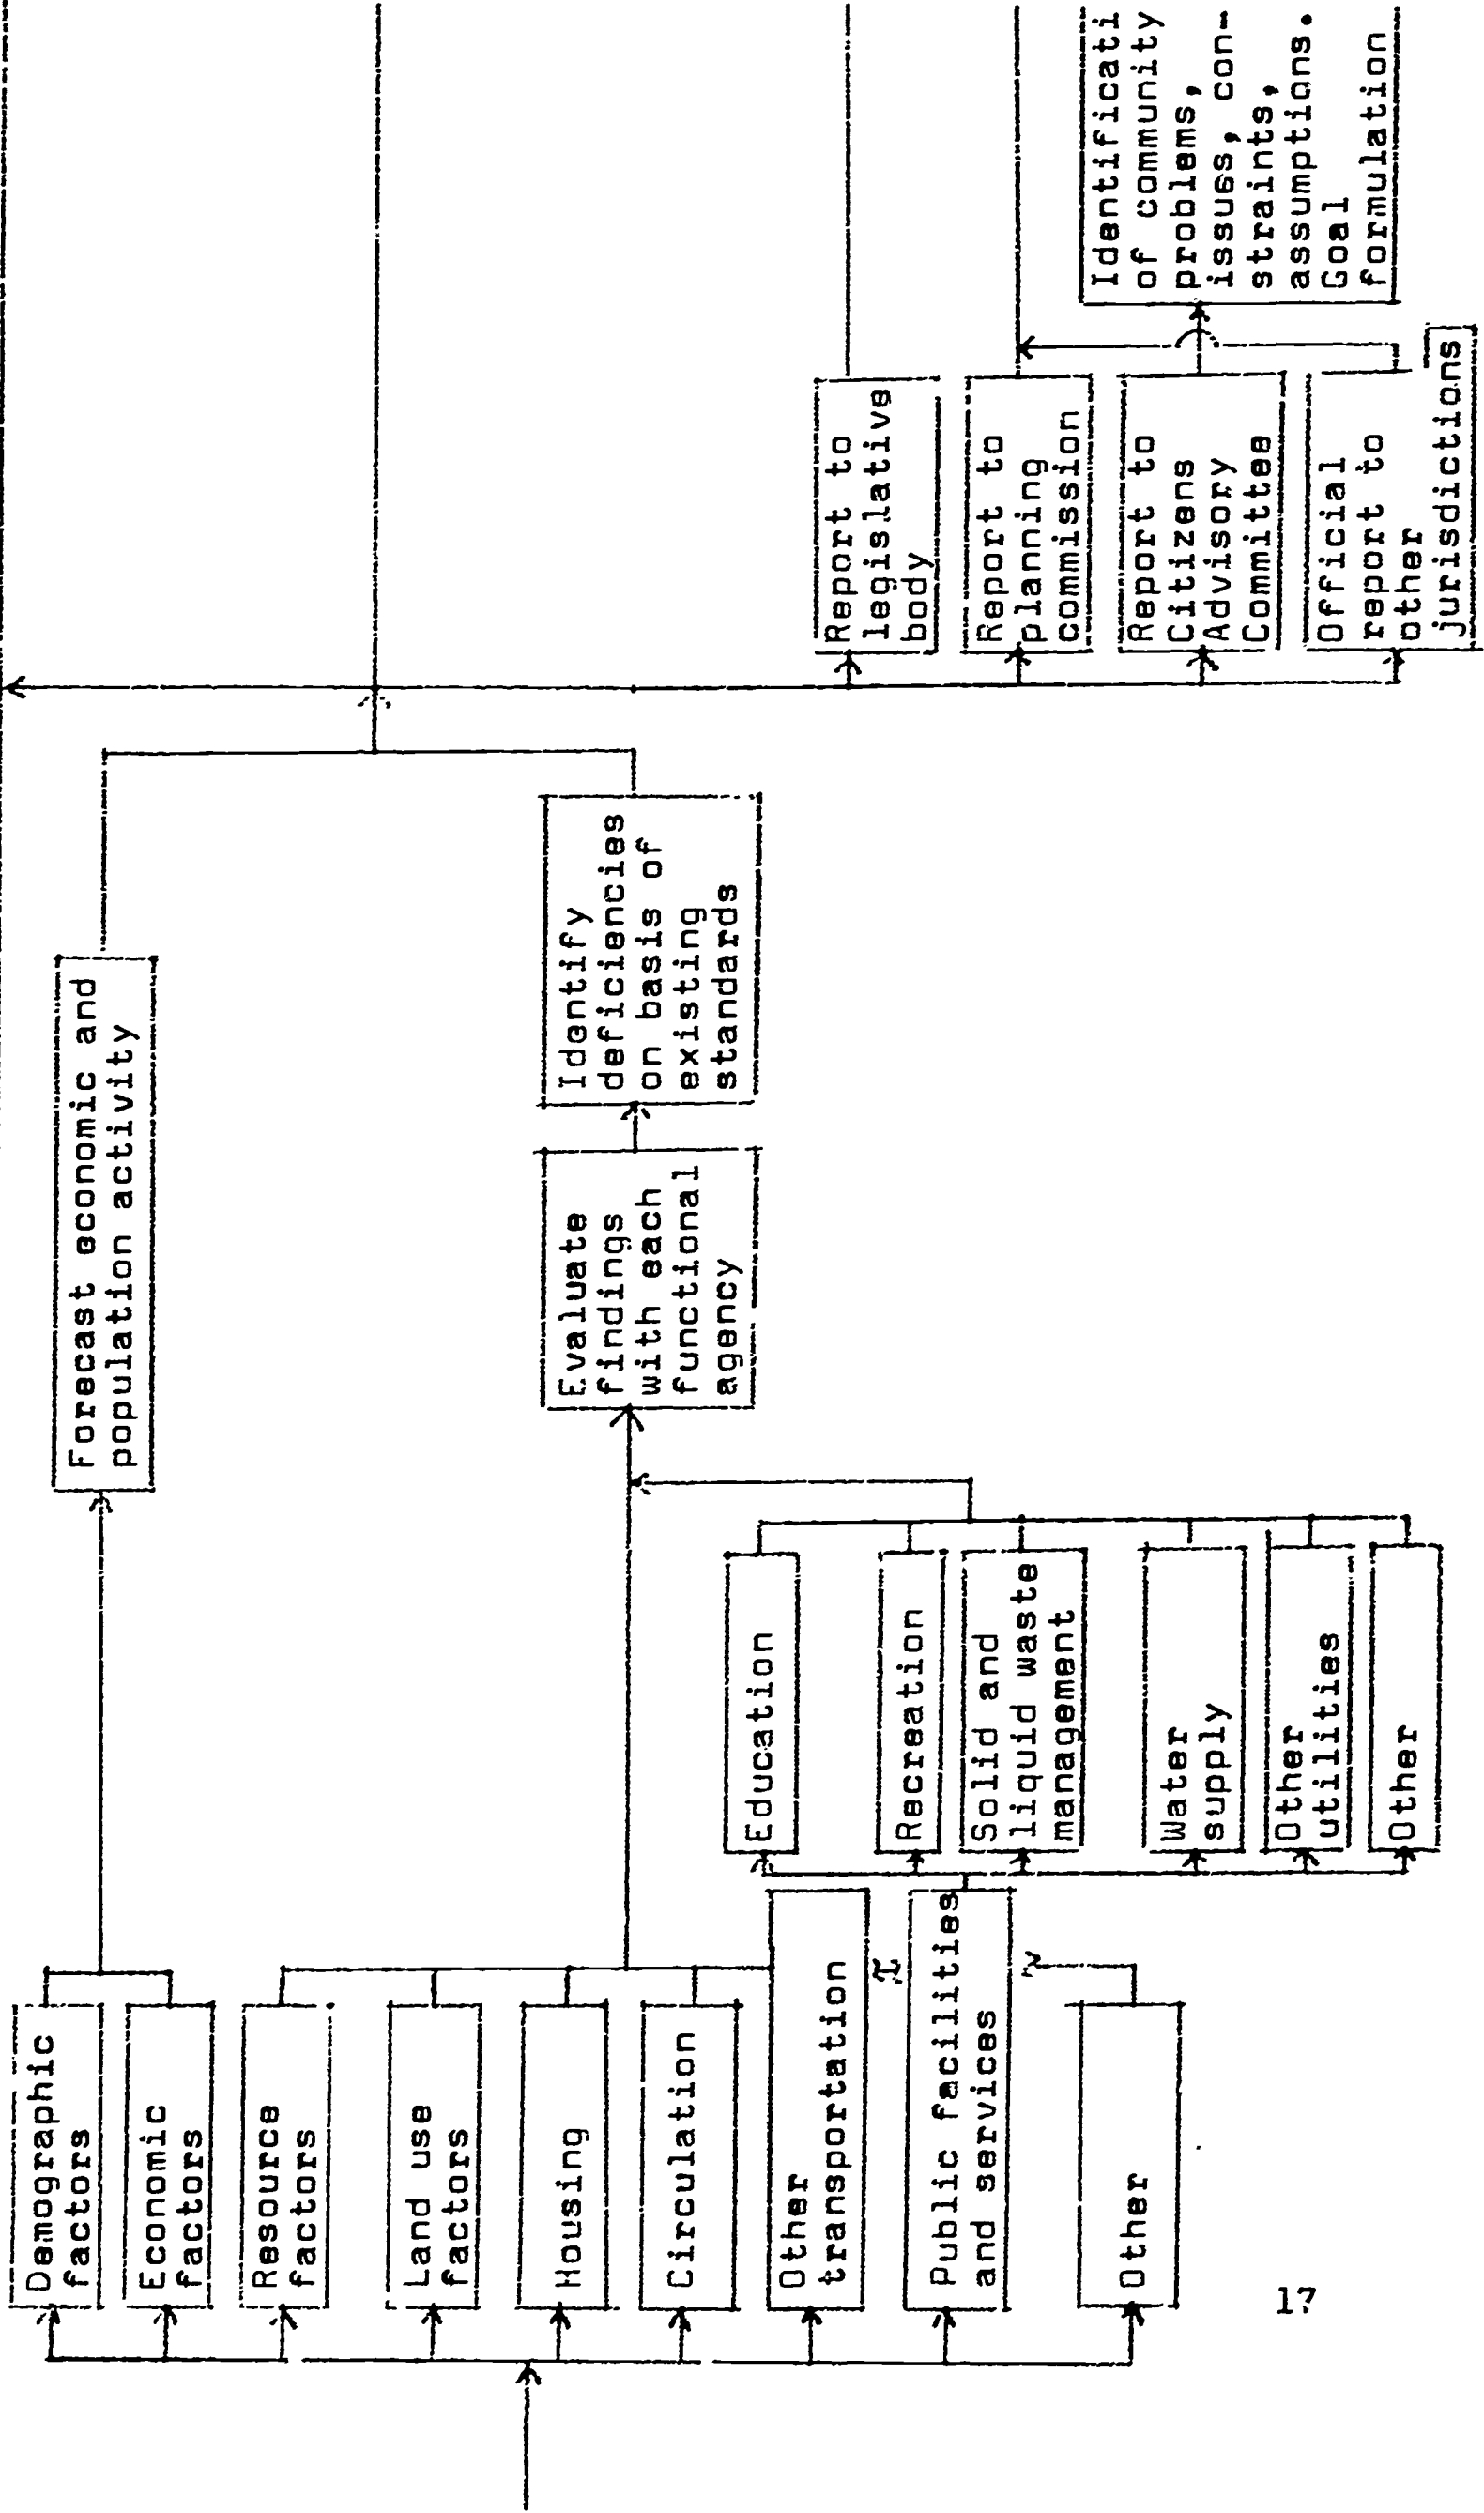 Demographic
factors
Economic
factors
Resource
factors
Land use
factors
Housing
Circulation
Other
transportation
Public facilities
and services
Other
Education
Recreation
Solid and
liquid waste
management
Water
supply
Other
utilities
Other
Forecast economic and
population activity
Evaluate
findings
with each
functional
agency
Identify
deficiencies
on basis of
existing
standards
Report to
legislative
body
Report to
planning
commission
Report to
Citizens
Advisory
Committee
Official
report to
other
jurisdictions
Identificati
of community
problems,
issues, con-
straints,
assumptions.
Goal
formulation
17